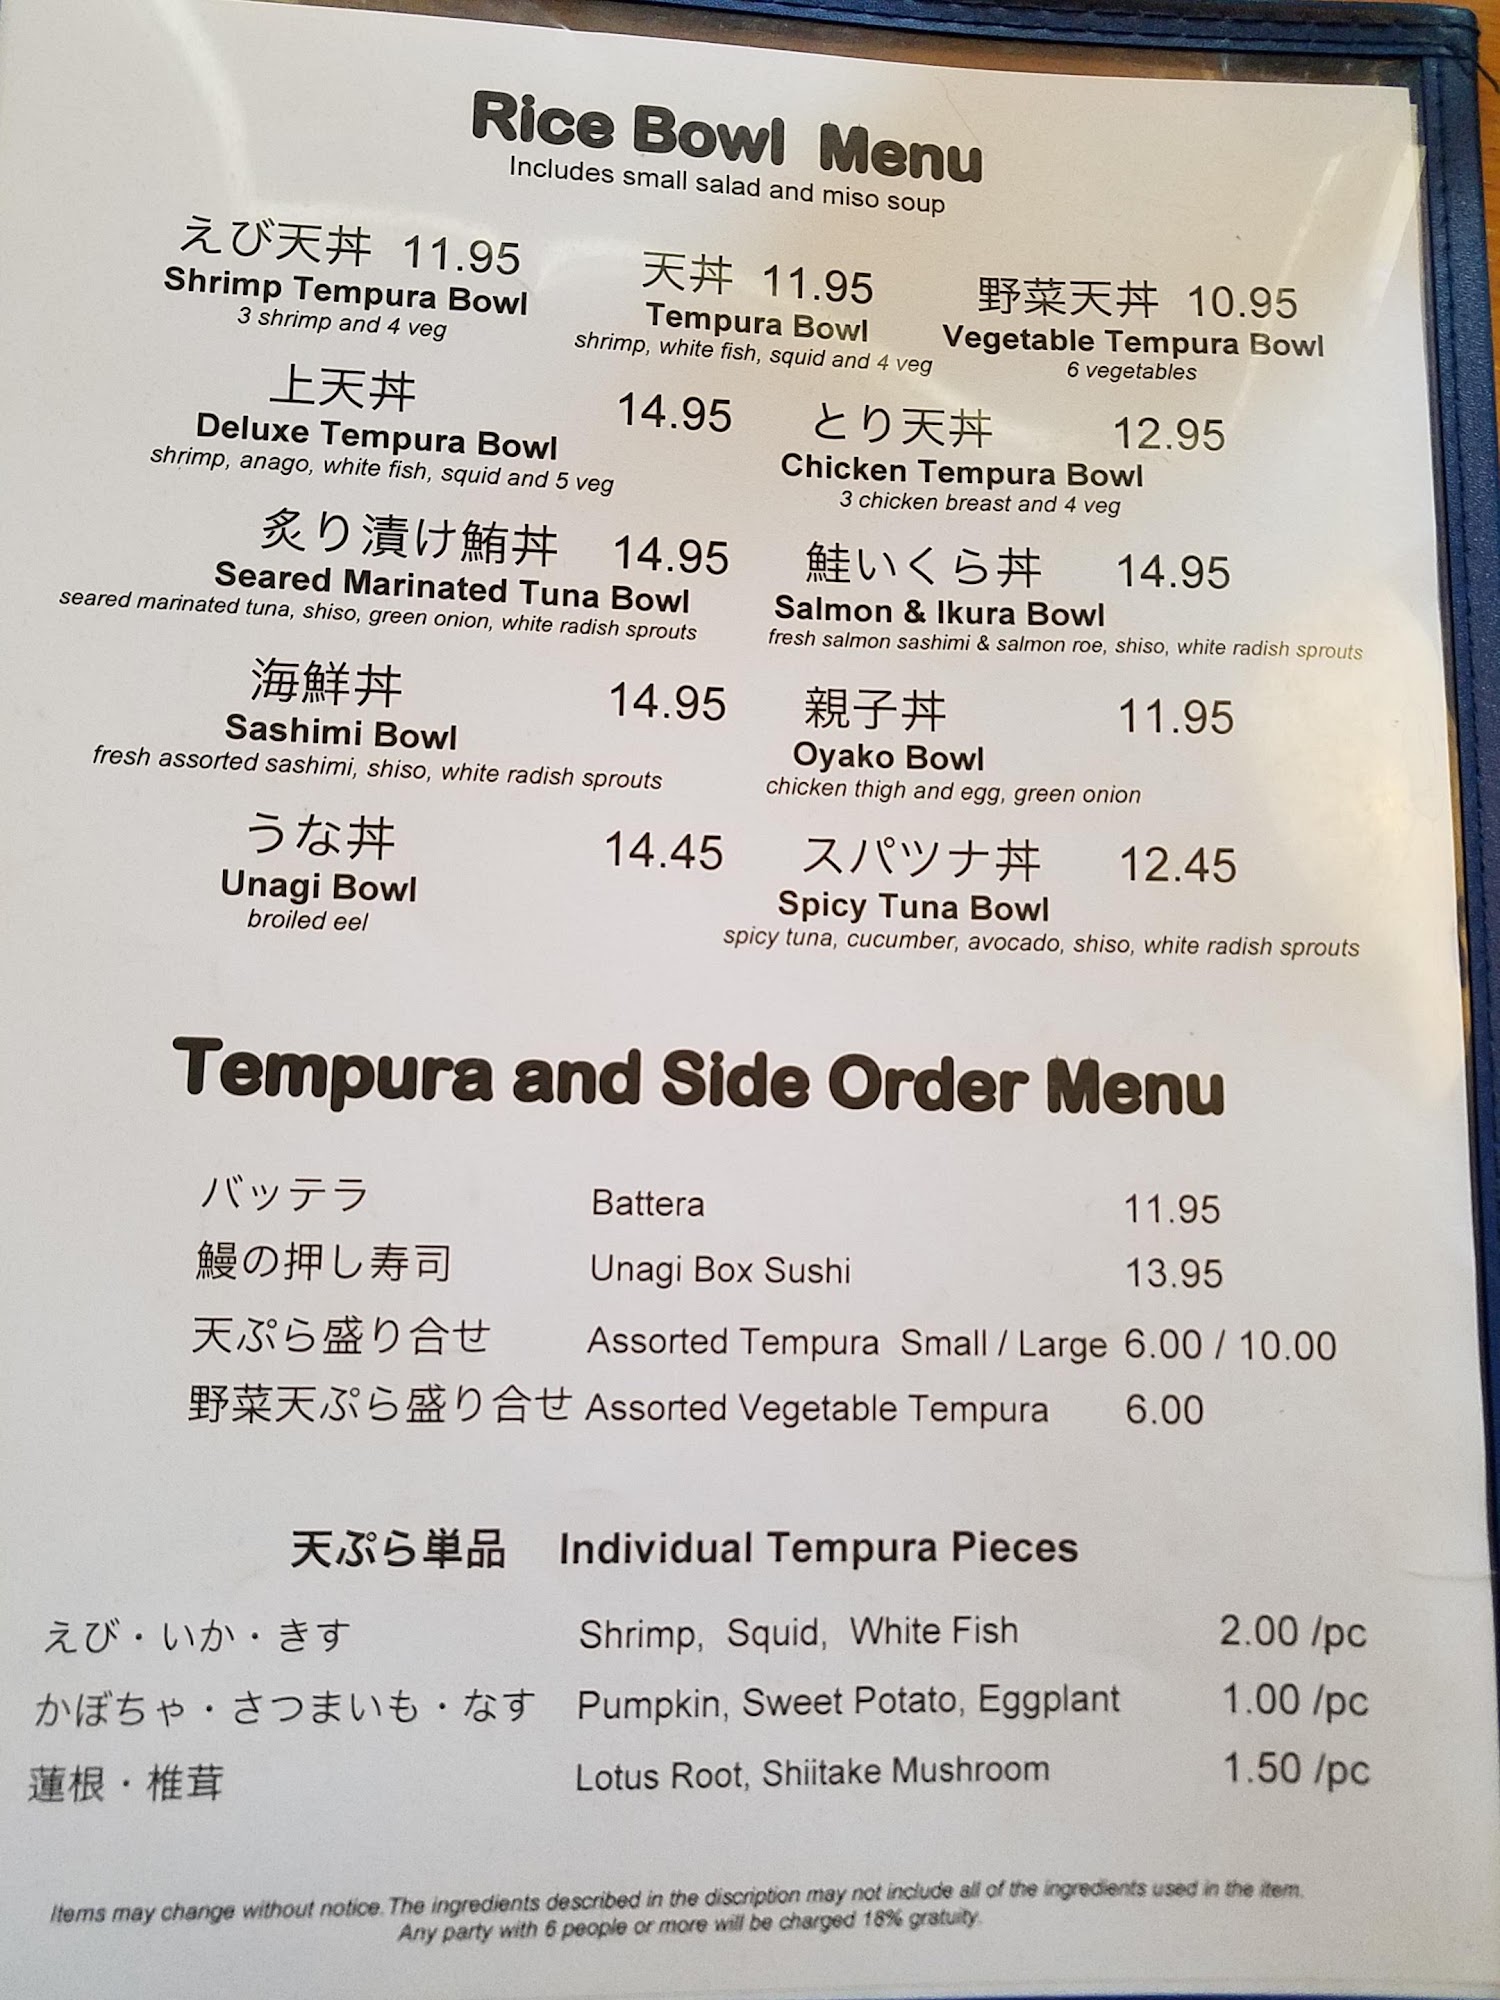 Rice Bowl Menu
Includes small salad and miso soup
えび天丼 11.95
Shrimp Tempura Bowl
3 shrimp and 4 veg
天丼 11.95
Tempura Bowl
shrimp, white fish, squid and 4 veg
野菜天丼 10.95
Vegetable Tempura Bowl
6 vegetables
上天丼 14.95
Deluxe Tempura Bowl
shrimp, anago, white fish, squid and 5 veg
とり天丼 12.95
Chicken Tempura Bowl
3 chicken breast and 4 veg
炙り漬け鮪丼 14.95
Seared Marinated Tuna Bowl
seared marinated tuna, shiso, green onion, white radish sprouts
鮭いくら丼 14.95
Salmon & Ikura Bowl
fresh salmon sashimi & salmon roe, shiso, white radish sprouts
海鮮丼 14.95
Sashimi Bowl
fresh assorted sashimi, shiso, white radish sprouts
親子丼 11.95
Oyako Bowl
chicken thigh and egg, green onion
うな丼 14.45
Unagi Bowl
broiled eel
スパツナ丼 12.45
Spicy Tuna Bowl
spicy tuna, cucumber, avocado, shiso, white radish sprouts
Tempura and Side Order Menu
バッテラ Battera 11.95
鰻の押し寿司 Unagi Box Sushi 13.95
天ぷら盛り合せ Assorted Tempura Small / Large 6.00 / 10.00
野菜天ぷら盛り合せ Assorted Vegetable Tempura 6.00
天ぷら単品 Individual Tempura Pieces
えび・いか・きす Shrimp, Squid, White Fish 2.00 /pc
かぼちゃ・さつまいも・なす Pumpkin, Sweet Potato, Eggplant 1.00 /pc
蓮根・椎茸 Lotus Root, Shiitake Mushroom 1.50 /pc
Items may change without notice. The ingredients described in the discription may not include all of the ingredients used in the item.
Any party with 6 people or more will be charged 18% gratuity.